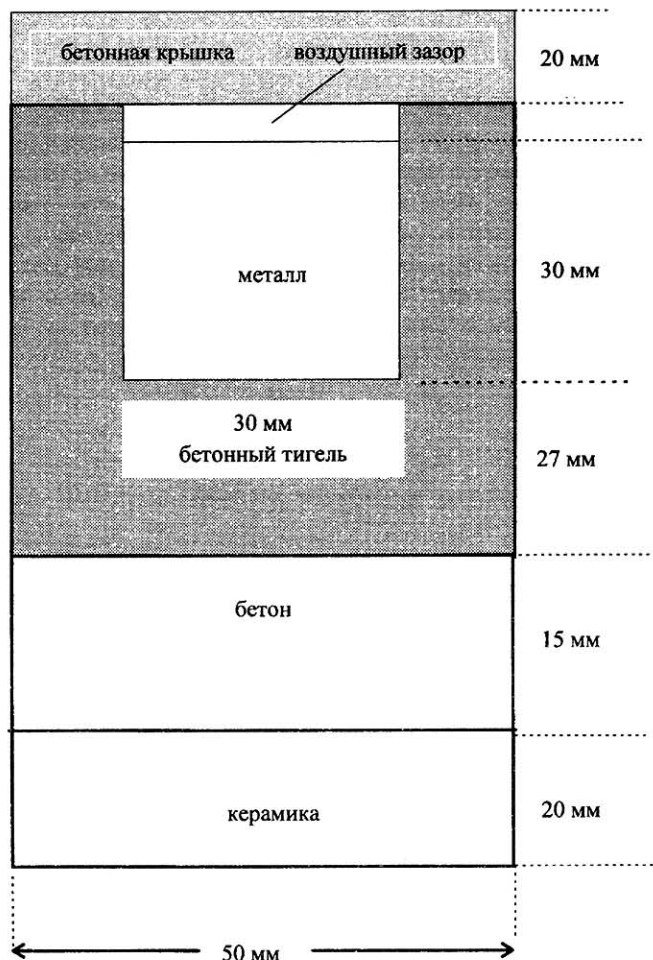 бетонная крышка воздушный зазор
20 мм
металл
30 мм
30 мм
бетонный тигель
27 мм
бетон
15 мм
керамика
20 мм
50 мм